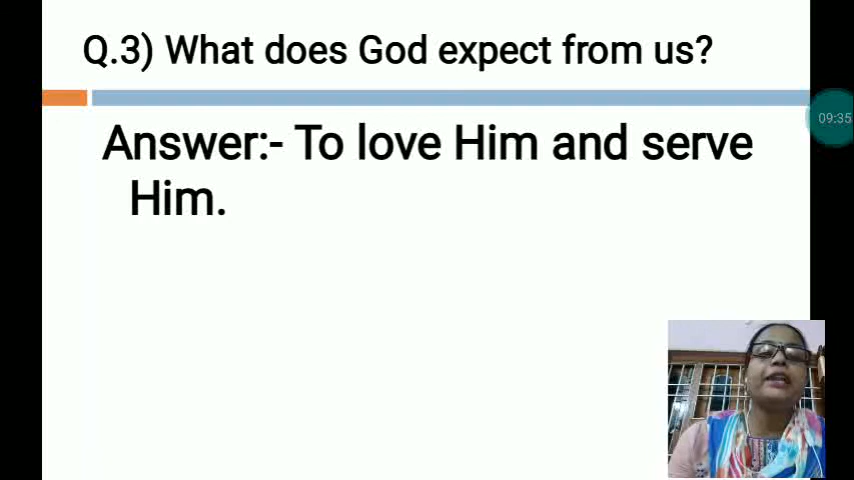 Q.3) What does God expect from us?
09:35
Answer:- To love Him and serve
Him.